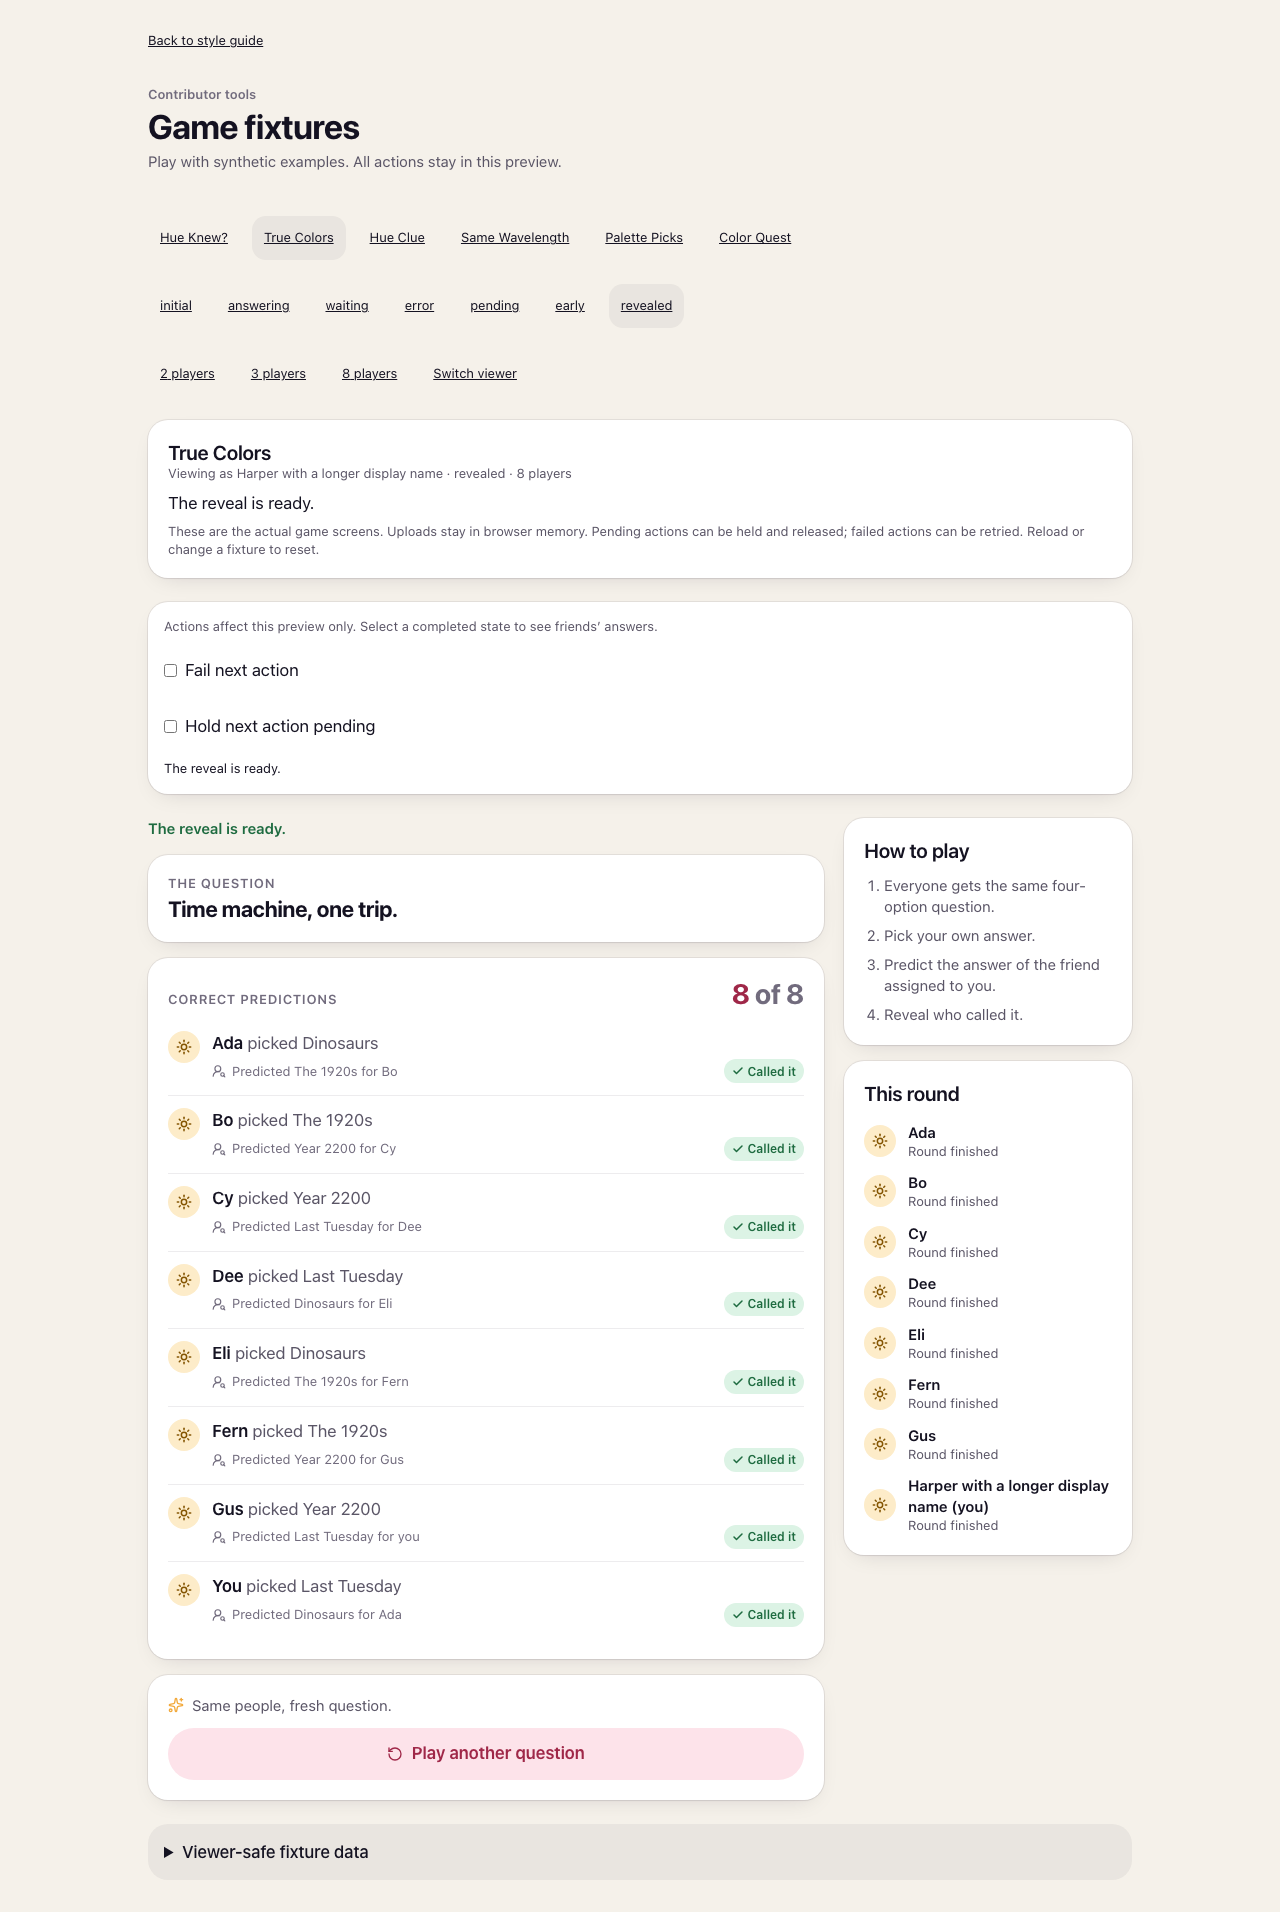 Back to style guide
Contributor tools
Game fixtures
Play with synthetic examples. All actions stay in this preview.
Hue Knew? True Colors Hue Clue Same Wavelength Palette Picks Color Quest
initial answering waiting error pending early revealed
2 players 3 players 8 players Switch viewer
True Colors
Viewing as Harper with a longer display name · revealed · 8 players
The reveal is ready.
These are the actual game screens. Uploads stay in browser memory. Pending actions can be held and released; failed actions can be retried. Reload or
change a fixture to reset.
Actions affect this preview only. Select a completed state to see friends’ answers.
Fail next action
Hold next action pending
The reveal is ready.
The reveal is ready.
THE QUESTION
Time machine, one trip.
CORRECT PREDICTIONS 8 of 8
Ada picked Dinosaurs
Predicted The 1920s for Bo Called it
Bo picked The 1920s
Predicted Year 2200 for Cy Called it
Cy picked Year 2200
Predicted Last Tuesday for Dee Called it
Dee picked Last Tuesday
Predicted Dinosaurs for Eli Called it
Eli picked Dinosaurs
Predicted The 1920s for Fern Called it
Fern picked The 1920s
Predicted Year 2200 for Gus Called it
Gus picked Year 2200
Predicted Last Tuesday for you Called it
You picked Last Tuesday
Predicted Dinosaurs for Ada Called it
Same people, fresh question.
Play another question
How to play
1. Everyone gets the same four-
option question.
2. Pick your own answer.
3. Predict the answer of the friend
assigned to you.
4. Reveal who called it.
This round
Ada
Round finished
Bo
Round finished
Cy
Round finished
Dee
Round finished
Eli
Round finished
Fern
Round finished
Gus
Round finished
Harper with a longer display
name (you)
Round finished
Viewer-safe fixture data